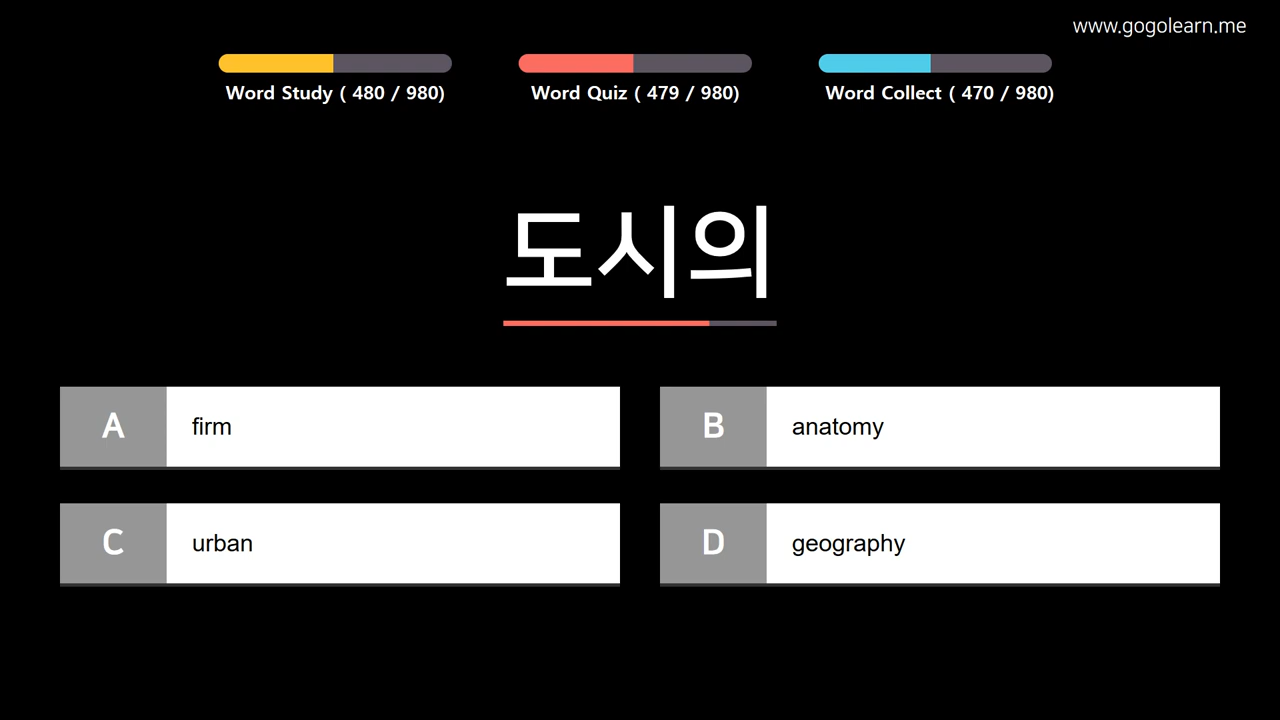 www.gogolearn.me
Word Study ( 480 / 980)
Word Quiz ( 479 / 980)
Word Collect ( 470 / 980)
도시의
A firm
B anatomy
C urban
D geography